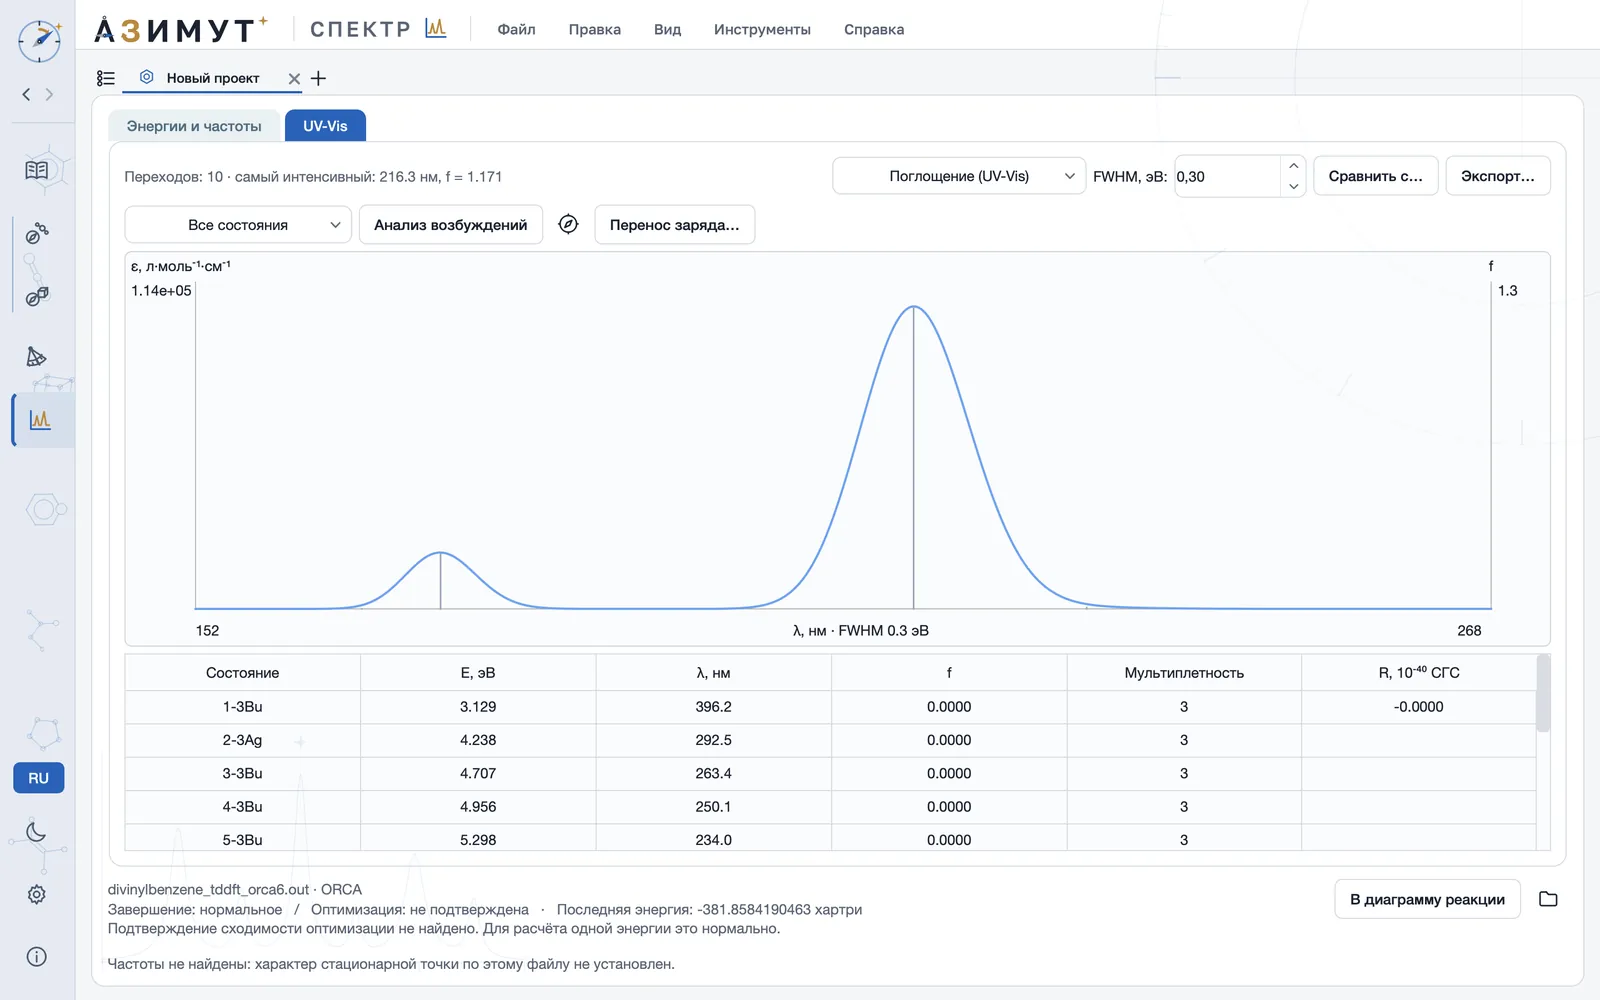 АЗИМУТ СПЕКТР Файл Правка Вид Инструменты Справка
Новый проект
Энергии и частоты UV-Vis
Переходов: 10 · самый интенсивный: 216.3 нм, f = 1.171 Поглощение (UV-Vis) FWHM, эВ: 0,30 Сравнить с... Экспорт...
Все состояния Анализ возбуждений Перенос заряда...
ε, л·моль⁻¹·см⁻¹ f
1.14e+05 1.3
152 λ, нм · FWHM 0.3 эВ 268
Состояние E, эВ λ, нм f Мультиплетность R, 10⁻⁴⁰ СГС
1-3Bu 3.129 396.2 0.0000 3 -0.0000
2-3Ag 4.238 292.5 0.0000 3
3-3Bu 4.707 263.4 0.0000 3
4-3Bu 4.956 250.1 0.0000 3
5-3Bu 5.298 234.0 0.0000 3
RU
divinylbenzene_tddft_orca6.out · ORCA
Завершение: нормальное / Оптимизация: не подтверждена · Последняя энергия: -381.8584190463 хартри
Подтверждение сходимости оптимизации не найдено. Для расчёта одной энергии это нормально.
В диаграмму реакции
Частоты не найдены: характер стационарной точки по этому файлу не установлен.